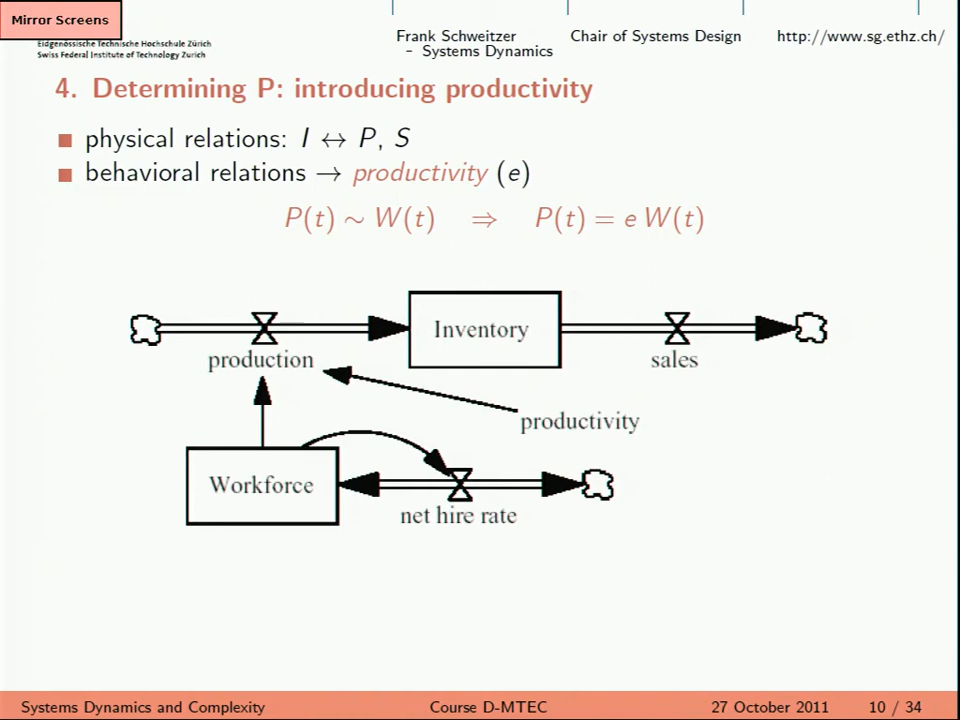 Mirror Screens
Eidgenössische Technische Hochschule Zürich
Swiss Federal Institute of Technology Zurich
Frank Schweitzer
– Systems Dynamics
Chair of Systems Design
http://www.sg.ethz.ch/
4. Determining P: introducing productivity
physical relations: I ↔ P, S
behavioral relations → productivity (e)
P(t) ∼ W(t) ⇒ P(t) = e W(t)
Inventory
production
sales
productivity
Workforce
net hire rate
Systems Dynamics and Complexity
Course D-MTEC
27 October 2011
10 / 34